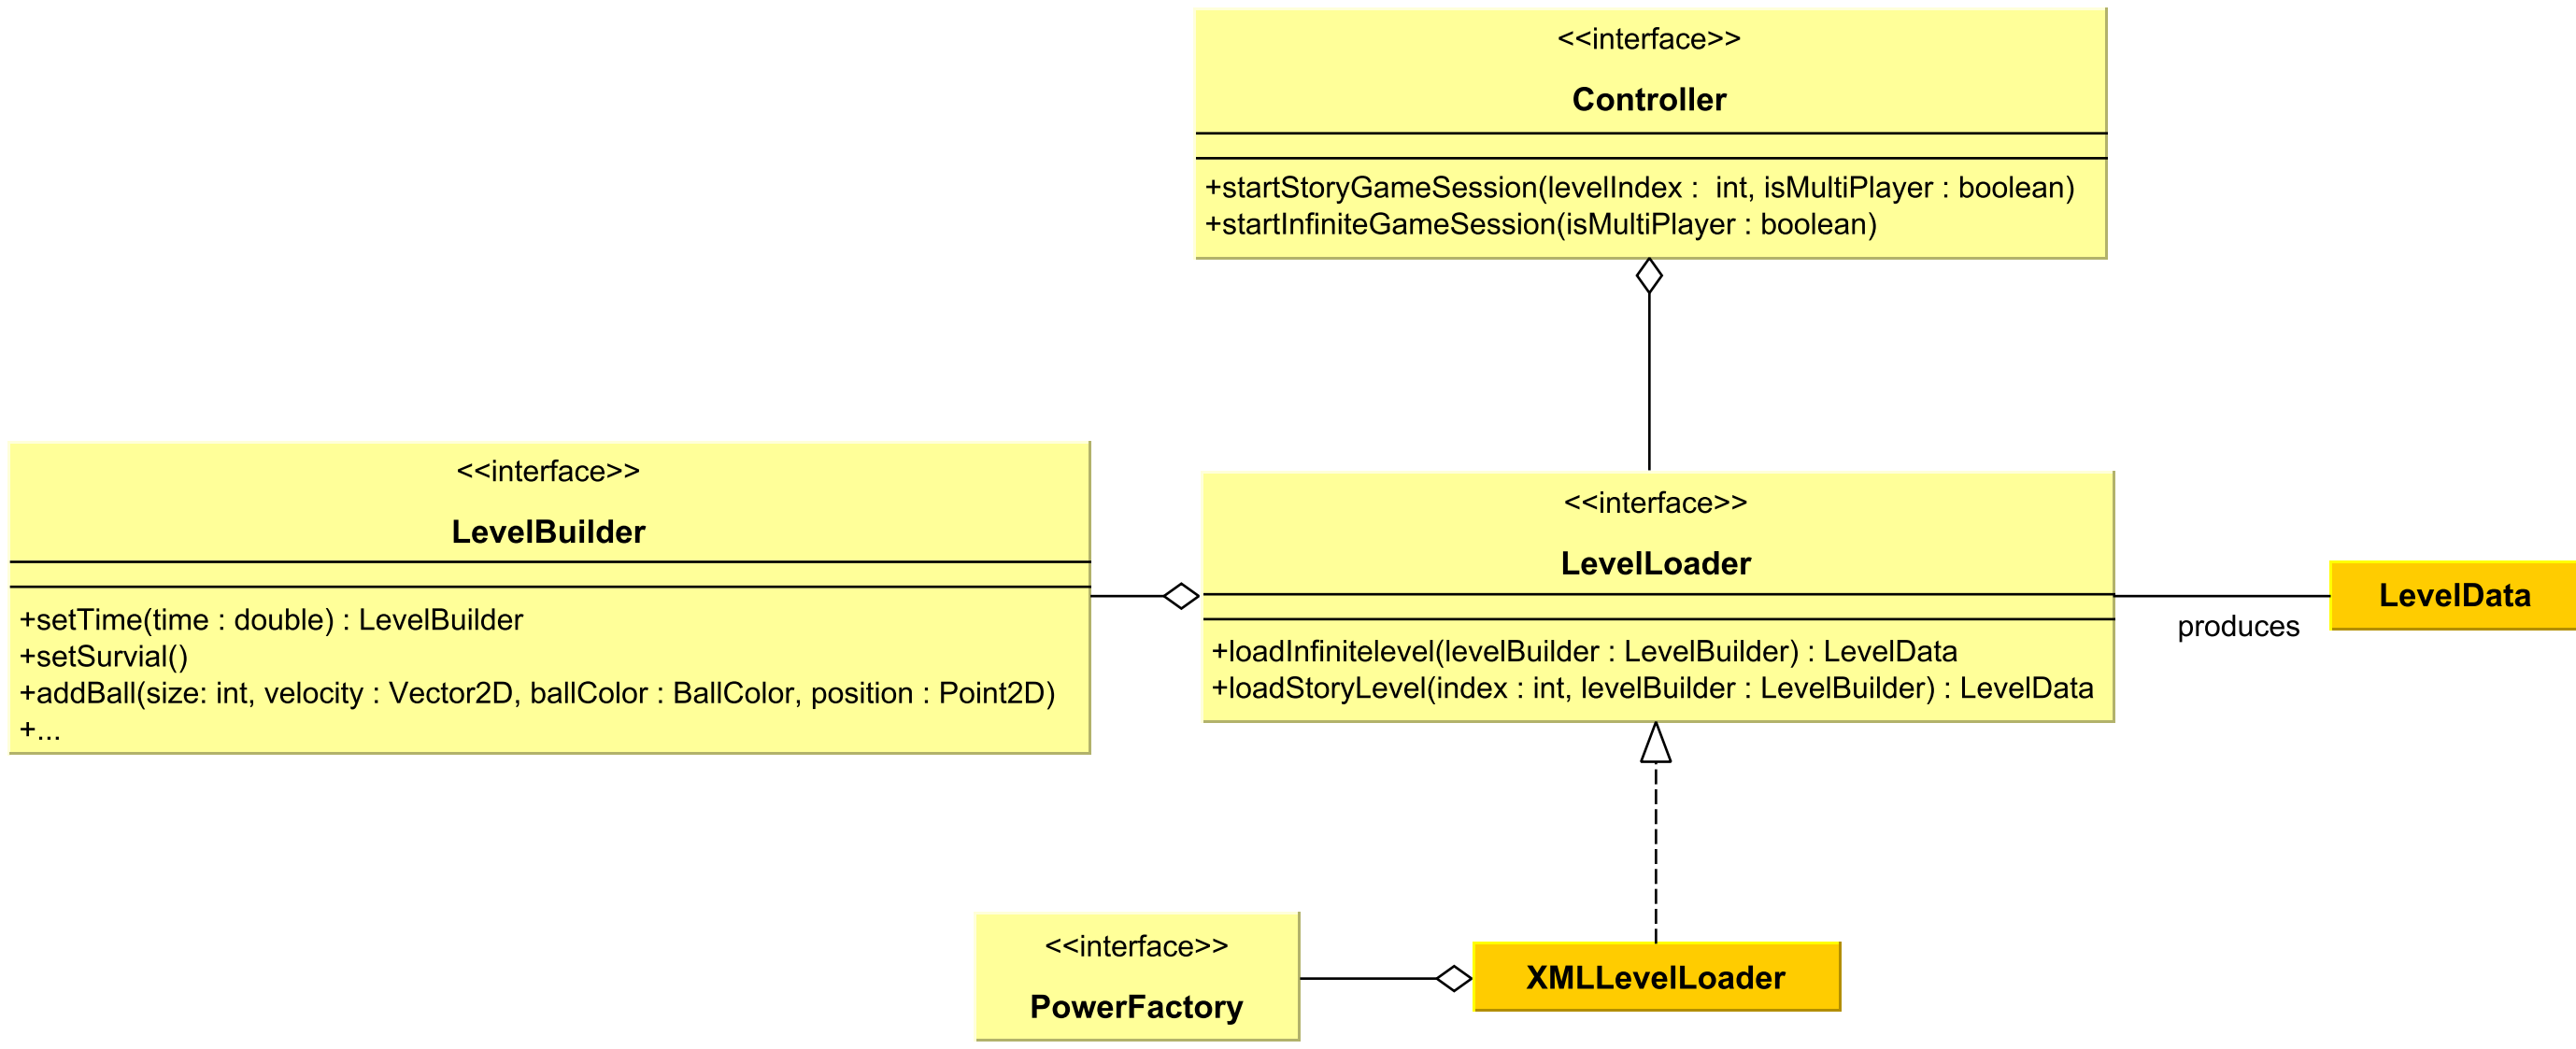 <<interface>>
Controller
+startStoryGameSession(levelIndex :  int, isMultiPlayer : boolean)
+startInfiniteGameSession(isMultiPlayer : boolean)
<<interface>>
LevelBuilder
+setTime(time : double) : LevelBuilder
+setSurvial()
+addBall(size: int, velocity : Vector2D, ballColor : BallColor, position : Point2D)
+...
<<interface>>
LevelLoader
+loadInfinitelevel(levelBuilder : LevelBuilder) : LevelData
+loadStoryLevel(index : int, levelBuilder : LevelBuilder) : LevelData
LevelData
produces
<<interface>>
PowerFactory
XMLLevelLoader